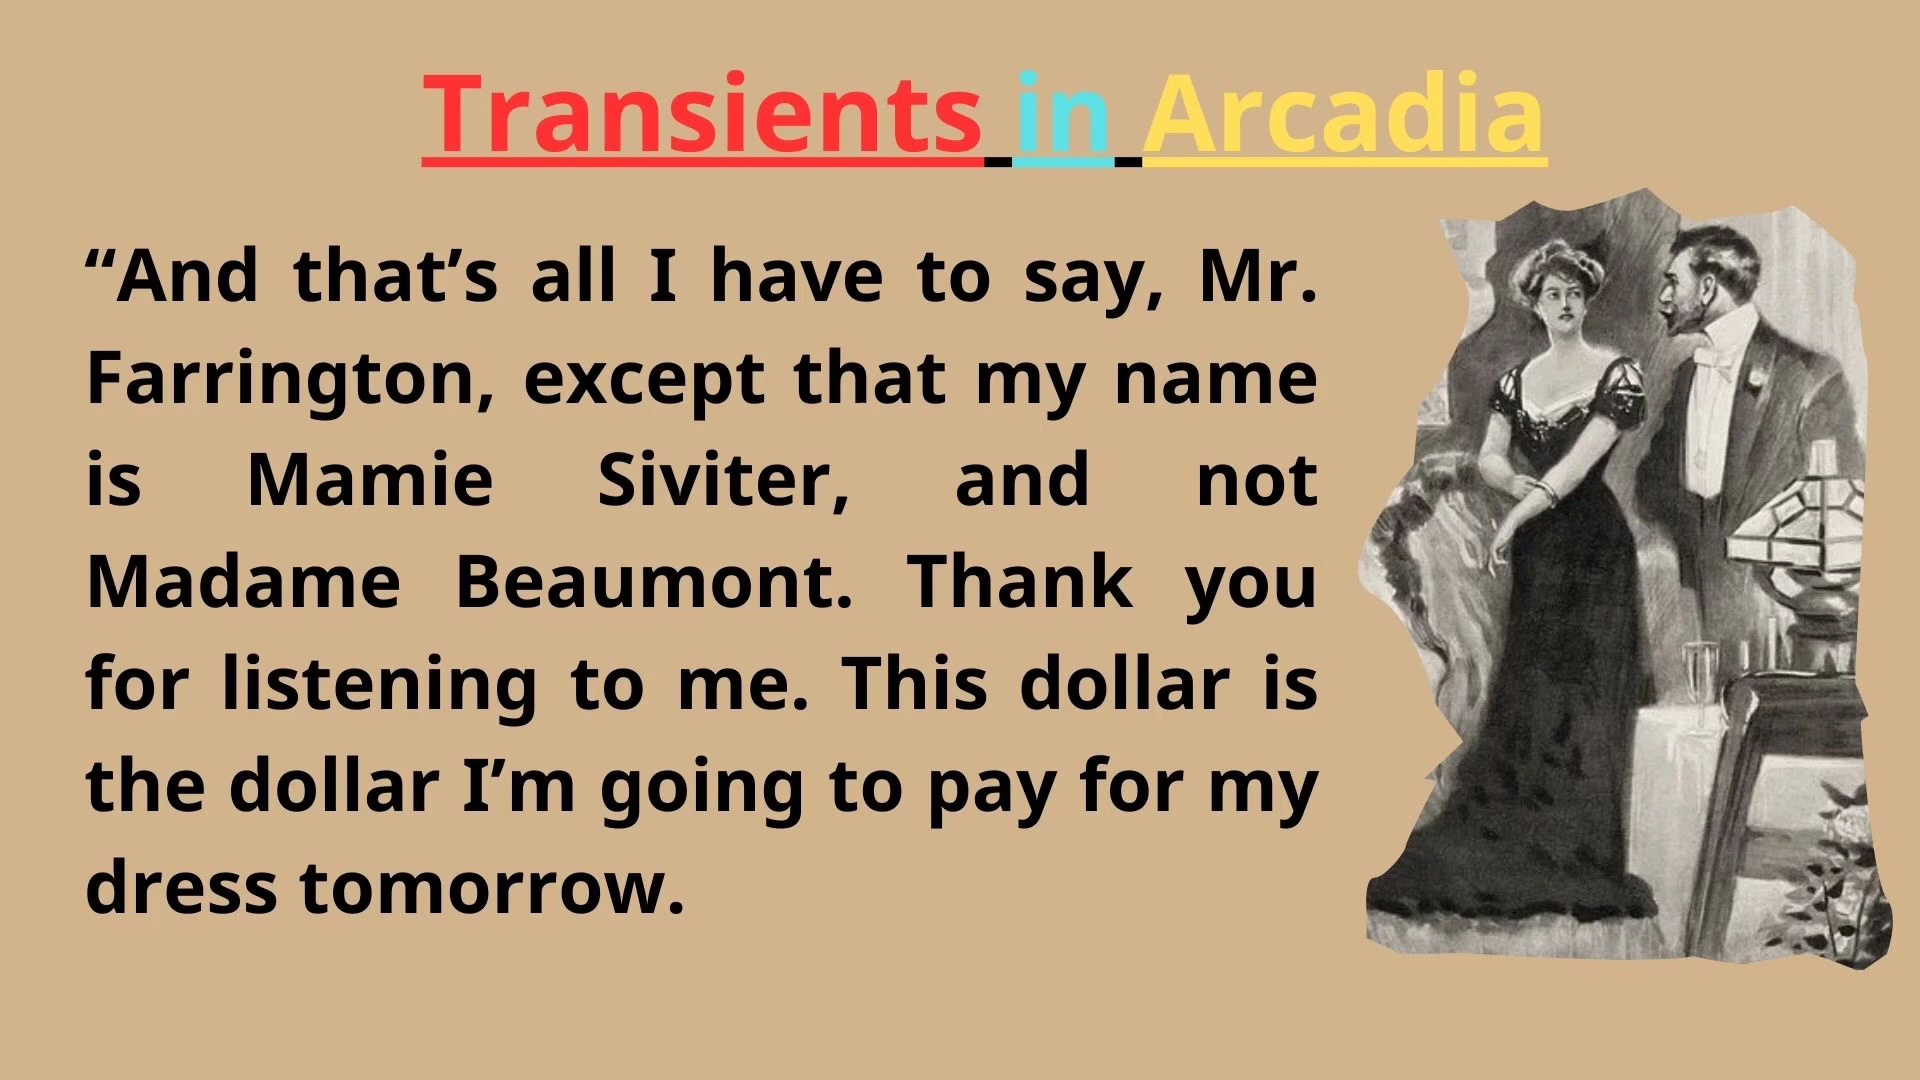 Transients in Arcadia
“And that’s all I have to say, Mr.
Farrington, except that my name
is Mamie Siviter, and not
Madame Beaumont. Thank you
for listening to me. This dollar is
the dollar I’m going to pay for my
dress tomorrow.